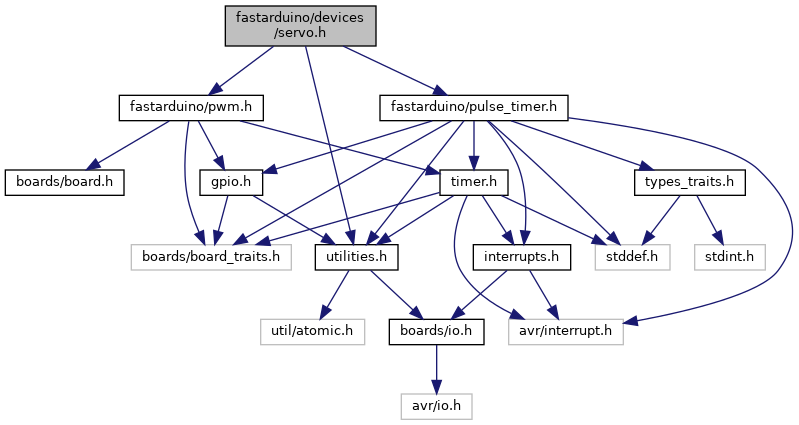 fastarduino/devices
/servo.h
fastarduino/pwm.h
fastarduino/pulse_timer.h
boards/board.h
gpio.h
timer.h
types_traits.h
boards/board_traits.h
utilities.h
interrupts.h
stddef.h
stdint.h
util/atomic.h
boards/io.h
avr/interrupt.h
avr/io.h